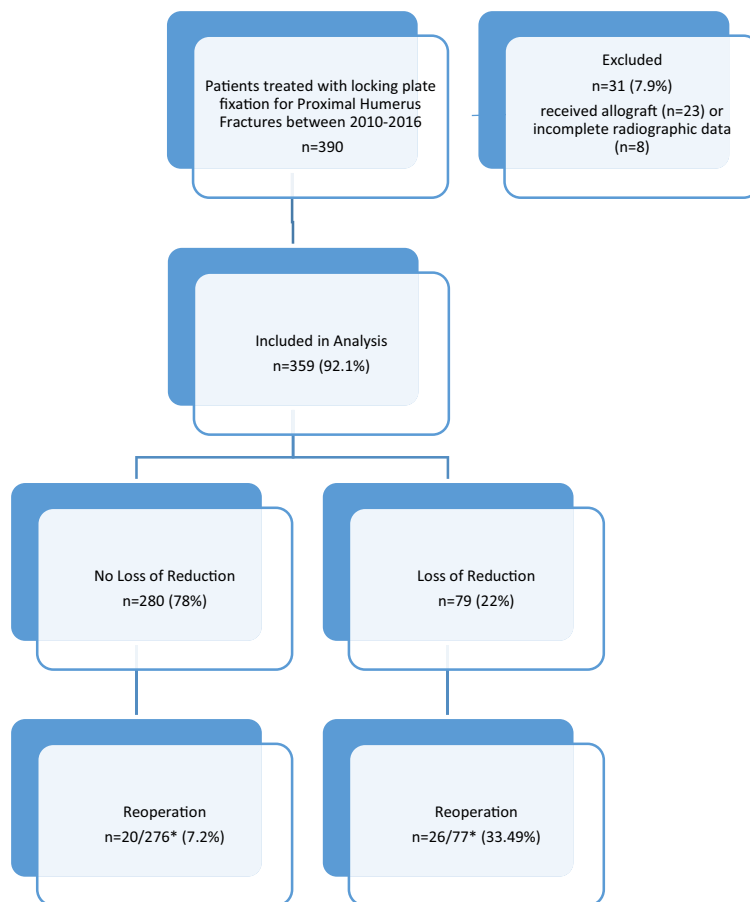 Patients treated with locking plate
fixation for Proximal Humerus
Fractures between 2010-2016
n=390
Excluded
n=31 (7.9%)
received allograft (n=23) or
incomplete radiographic data
(n=8)
Included in Analysis
n=359 (92.1%)
No Loss of Reduction
n=280 (78%)
Loss of Reduction
n=79 (22%)
Reoperation
n=20/276* (7.2%)
Reoperation
n=26/77* (33.49%)